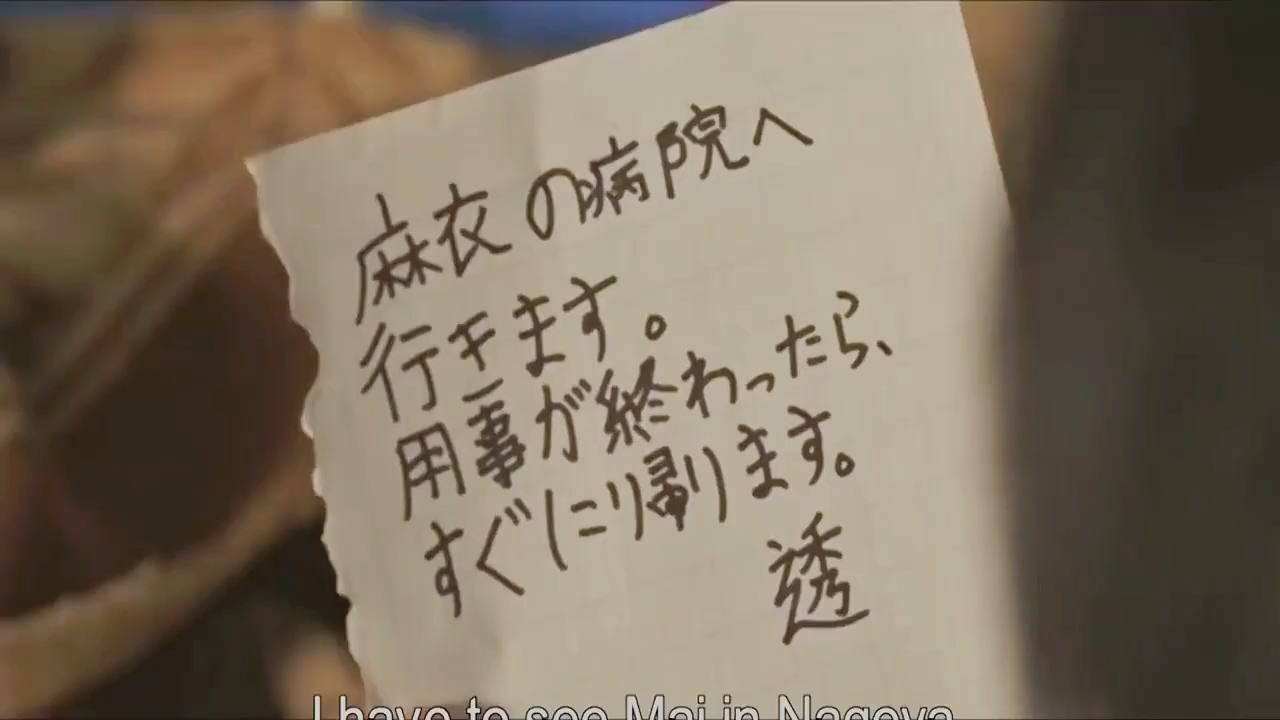 麻衣の病院へ
行きます。
用事が終わったら、
すぐに帰ります。
透
I have to see Mai in Nagoya